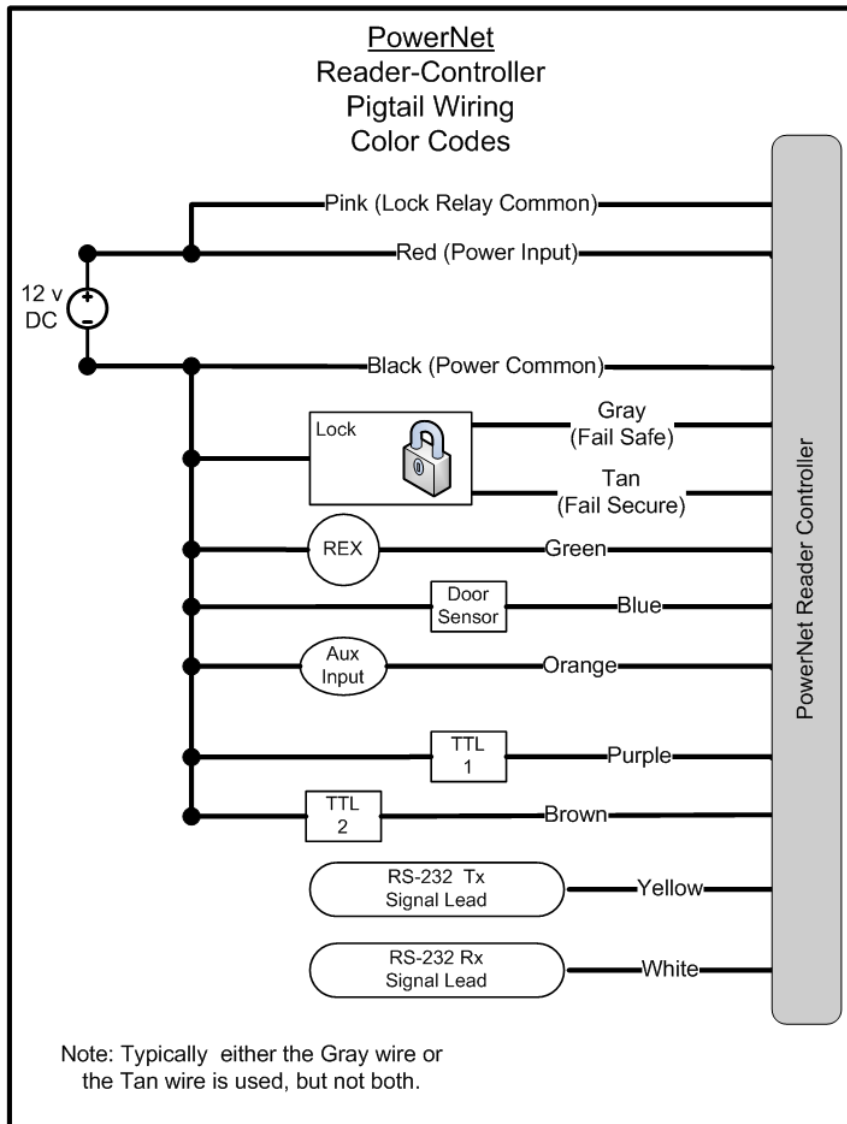 PowerNet
Reader-Controller
Pigtail Wiring
Color Codes
Pink (Lock Relay Common)
Red (Power Input)
12 v
DC
+
−
Black (Power Common)
Lock
Gray
(Fail Safe)
Tan
(Fail Secure)
REX
Green
Door
Sensor
Blue
Aux
Input
Orange
TTL
1
Purple
TTL
2
Brown
RS-232 Tx
Signal Lead
Yellow
RS-232 Rx
Signal Lead
White
PowerNet Reader Controller
Note: Typically either the Gray wire or
the Tan wire is used, but not both.